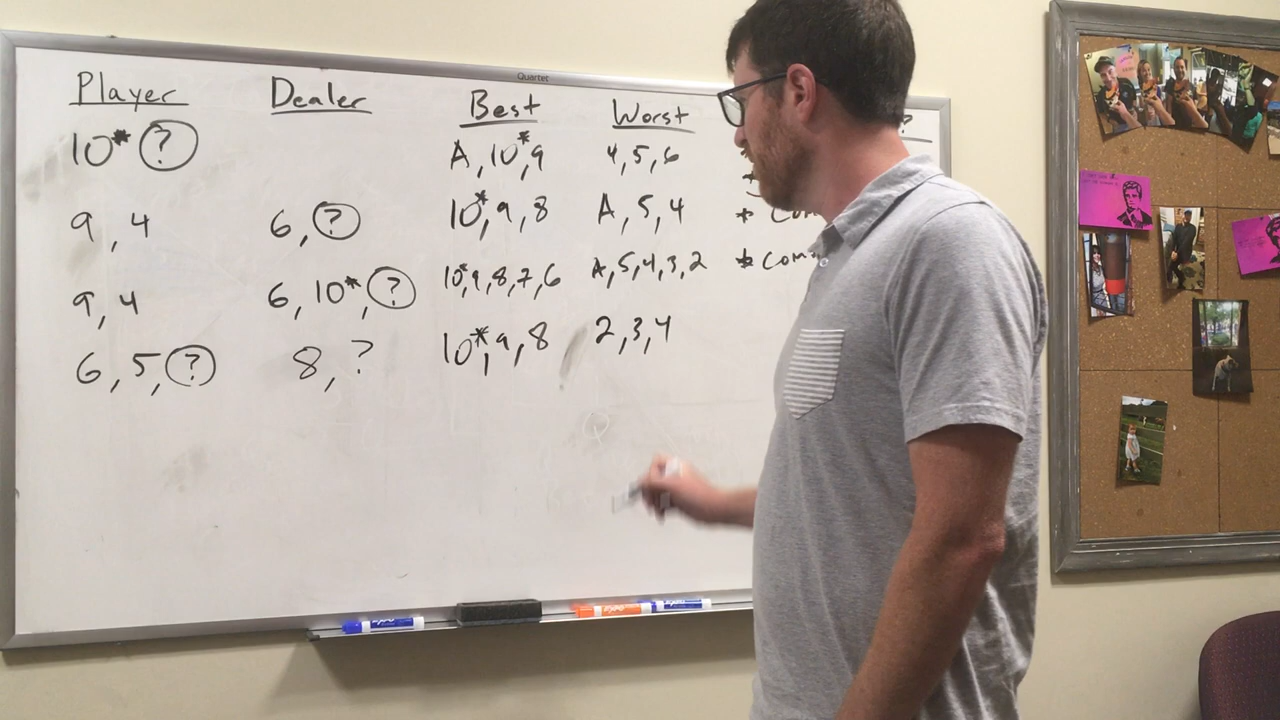 Quartet
Player Dealer Best Worst ?
10* ? A, 10*, 9 4, 5, 6 *
9, 4 6, ? 10*, 9, 8 A, 5, 4 *
9, 4 6, 10*, ? 10*, 9, 8, 7, 6 A, 5, 4, 3, 2 *
6, 5, ? 8, ? 10*, 9, 8 2, 3, 4